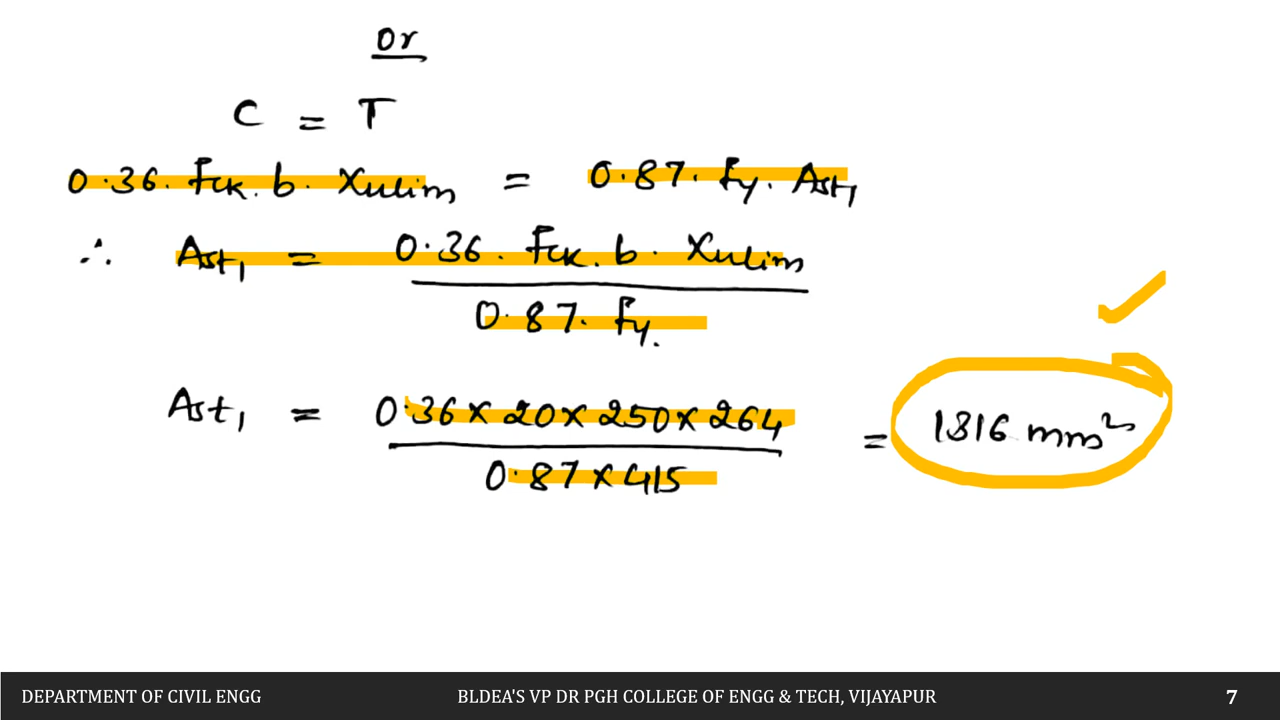 Or
C = T
0.36. Fck. b. Xulim = 0.87. Fy. Ast1
∴ Ast1 = 0.36. Fck. b. Xulim
0.87. Fy.
Ast1 = 0.36 x 20 x 250 x 264 = 1316 mm²
0.87 x 415
DEPARTMENT OF CIVIL ENGG BLDEA'S VP DR PGH COLLEGE OF ENGG & TECH, VIJAYAPUR 7